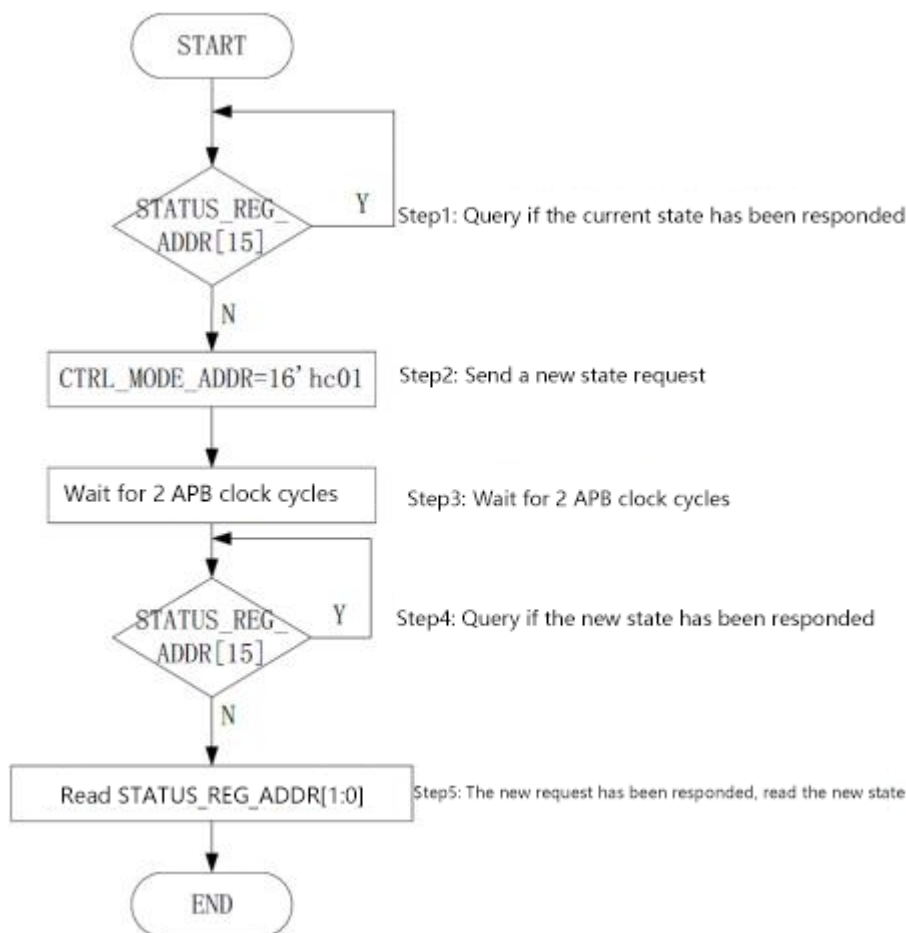 START
STATUS_REG_
ADDR[15]
Y
Step1: Query if the current state has been responded
N
CTRL_MODE_ADDR=16'hc01
Step2: Send a new state request
Wait for 2 APB clock cycles
Step3: Wait for 2 APB clock cycles
STATUS_REG_
ADDR[15]
Y
Step4: Query if the new state has been responded
N
Read STATUS_REG_ADDR[1:0]
Step5: The new request has been responded, read the new state
END